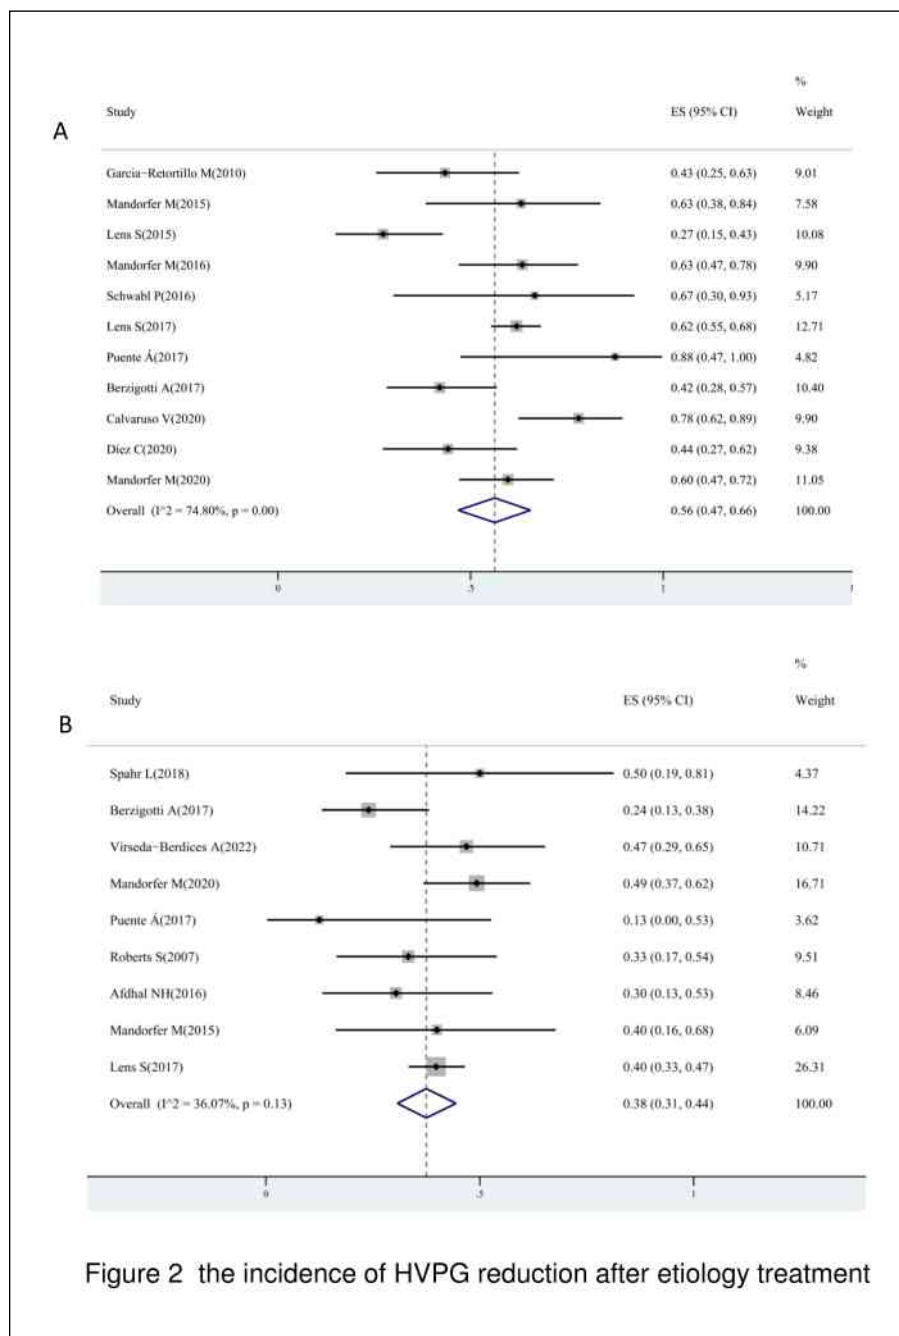 %
Study ES (95% CI) Weight
A
Garcia−Retortillo M(2010) 0.43 (0.25, 0.63) 9.01
Mandorfer M(2015) 0.63 (0.38, 0.84) 7.58
Lens S(2015) 0.27 (0.15, 0.43) 10.08
Mandorfer M(2016) 0.63 (0.47, 0.78) 9.90
Schwabl P(2016) 0.67 (0.30, 0.93) 5.17
Lens S(2017) 0.62 (0.55, 0.68) 12.71
Puente Á(2017) 0.88 (0.47, 1.00) 4.82
Berzigotti A(2017) 0.42 (0.28, 0.57) 10.40
Calvaruso V(2020) 0.78 (0.62, 0.89) 9.90
Díez C(2020) 0.44 (0.27, 0.62) 9.38
Mandorfer M(2020) 0.60 (0.47, 0.72) 11.05
Overall (I^2 = 74.80%, p = 0.00) 0.56 (0.47, 0.66) 100.00
0 .5 1
%
Study ES (95% CI) Weight
B
Spahr L(2018) 0.50 (0.19, 0.81) 4.37
Berzigotti A(2017) 0.24 (0.13, 0.38) 14.22
Virseda−Berdices A(2022) 0.47 (0.29, 0.65) 10.71
Mandorfer M(2020) 0.49 (0.37, 0.62) 16.71
Puente Á(2017) 0.13 (0.00, 0.53) 3.62
Roberts S(2007) 0.33 (0.17, 0.54) 9.51
Afdhal NH(2016) 0.30 (0.13, 0.53) 8.46
Mandorfer M(2015) 0.40 (0.16, 0.68) 6.09
Lens S(2017) 0.40 (0.33, 0.47) 26.31
Overall (I^2 = 36.07%, p = 0.13) 0.38 (0.31, 0.44) 100.00
0 .5 1
Figure 2 the incidence of HVPG reduction after etiology treatment